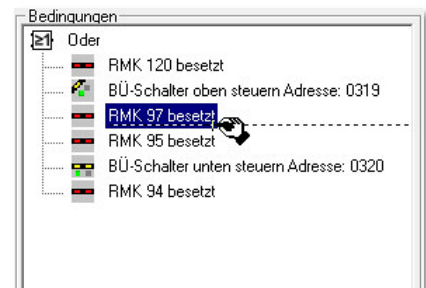 Bedingungen
≥1 Oder
RMK 120 besetzt
BÜ-Schalter oben steuern Adresse: 0319
RMK 97 besetzt
RMK 95 besetzt
BÜ-Schalter unten steuern Adresse: 0320
RMK 94 besetzt